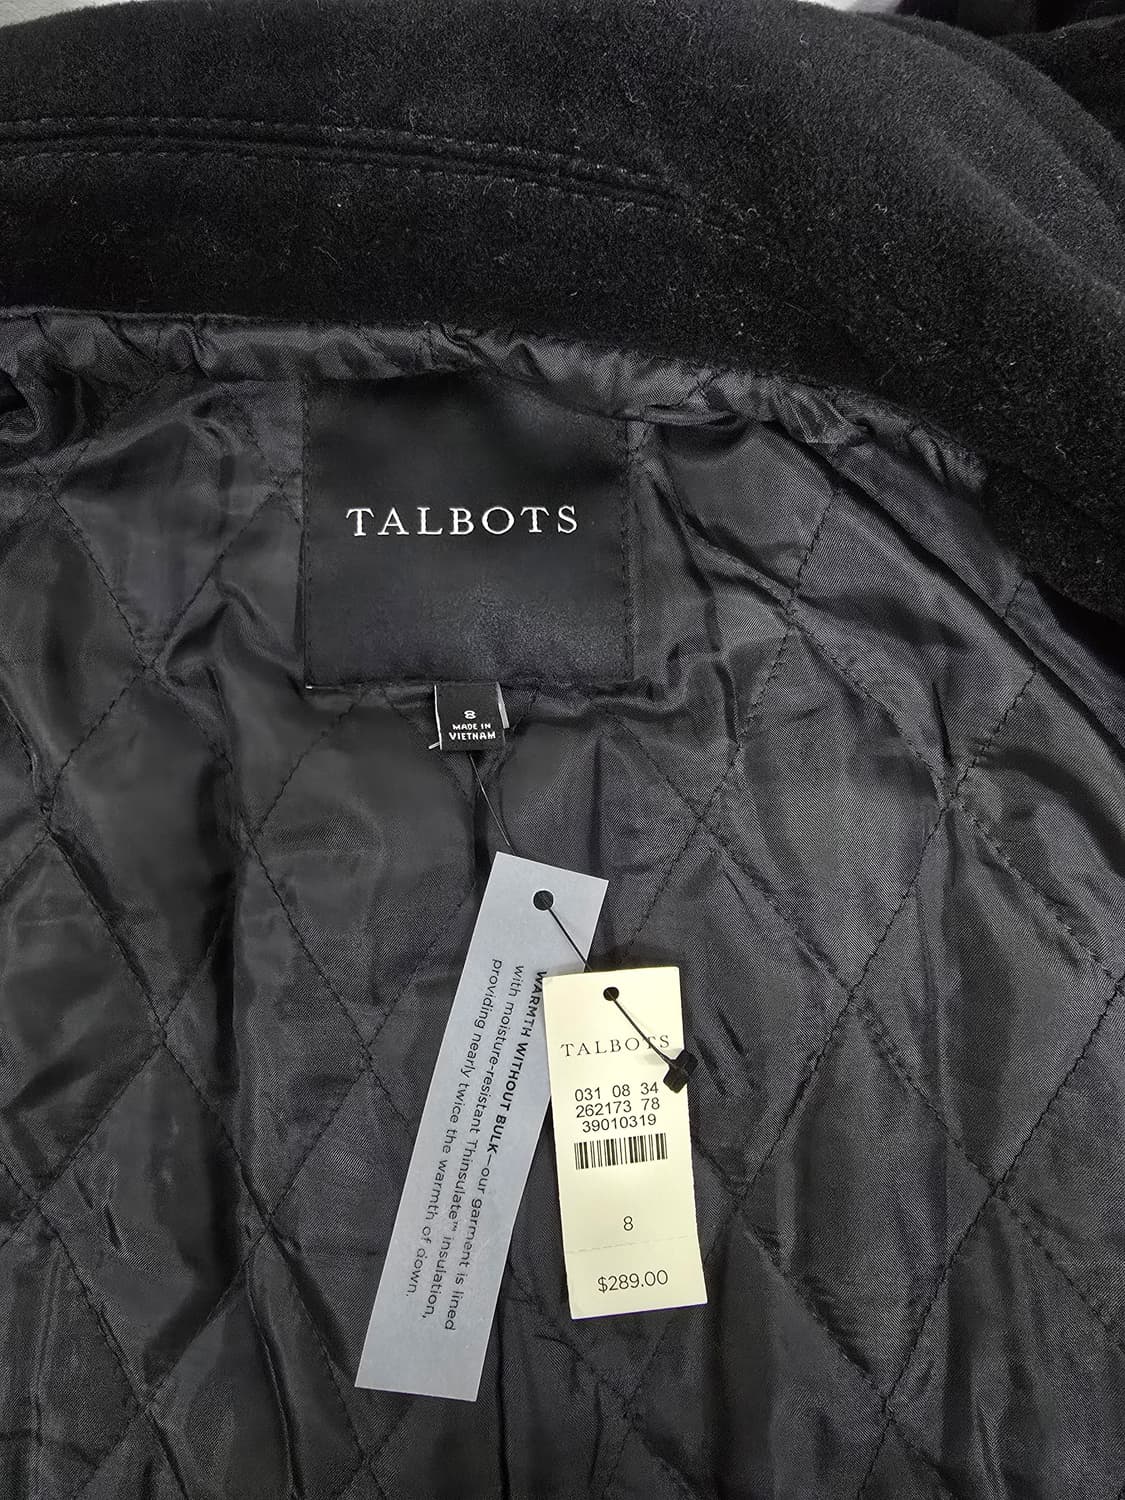 TALBOTS
8
MADE IN
VIETNAM
WARMTH WITHOUT BULK—our garment is lined
with moisture-resistant Thinsulate™ insulation,
providing nearly twice the warmth of down.
TALBOTS
031 08 34
262173 78
39010319
8
$289.00